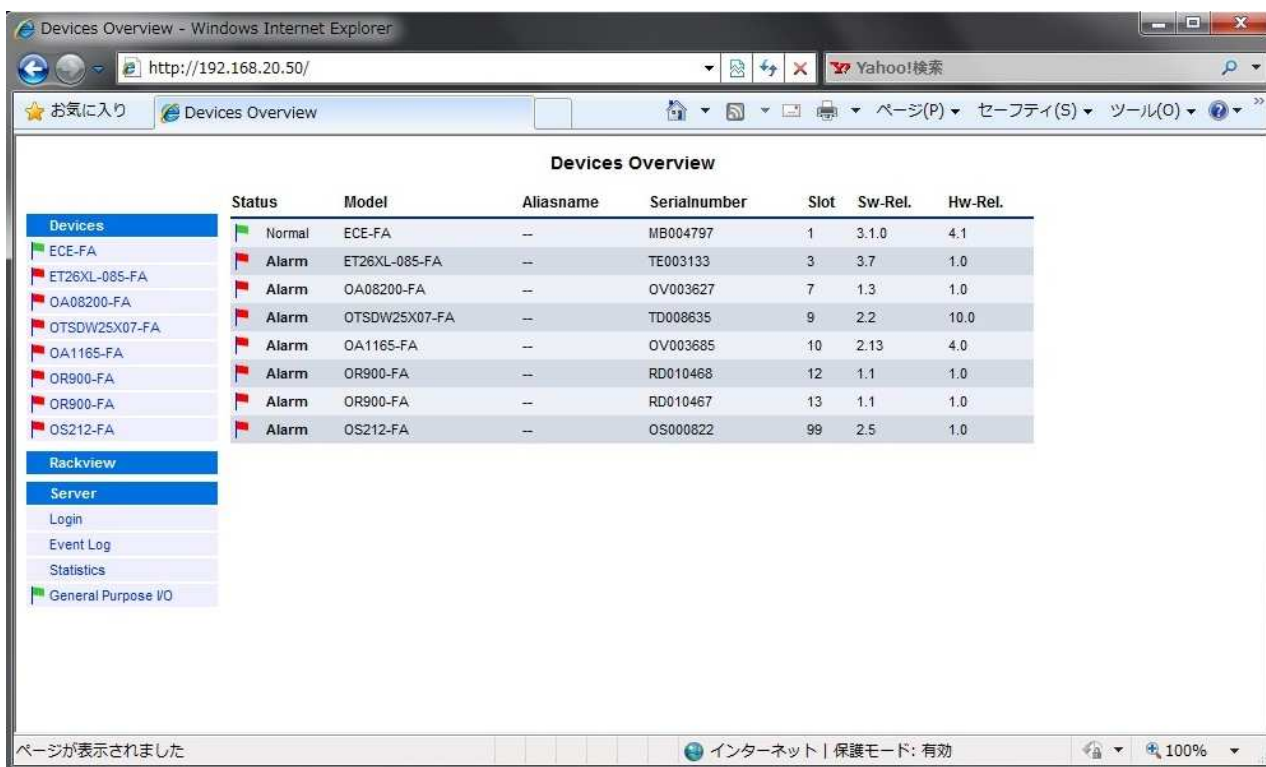 Devices Overview - Windows Internet Explorer
http://192.168.20.50/
Yahoo!検索
お気に入り
Devices Overview
ページ(P)
セーフティ(S)
ツール(O)
Devices Overview
Status Model Aliasname Serialnumber Slot Sw-Rel. Hw-Rel.
Normal ECE-FA -- MB004797 1 3.1.0 4.1
Alarm ET26XL-085-FA -- TE003133 3 3.7 1.0
Alarm OA08200-FA -- OV003627 7 1.3 1.0
Alarm OTSDW25X07-FA -- TD008635 9 2.2 10.0
Alarm OA1165-FA -- OV003685 10 2.13 4.0
Alarm OR900-FA -- RD010468 12 1.1 1.0
Alarm OR900-FA -- RD010467 13 1.1 1.0
Alarm OS212-FA -- OS000822 99 2.5 1.0
Devices
ECE-FA
ET26XL-085-FA
OA08200-FA
OTSDW25X07-FA
OA1165-FA
OR900-FA
OR900-FA
OS212-FA
Rackview
Server
Login
Event Log
Statistics
General Purpose I/O
ページが表示されました
インターネット | 保護モード: 有効
100%